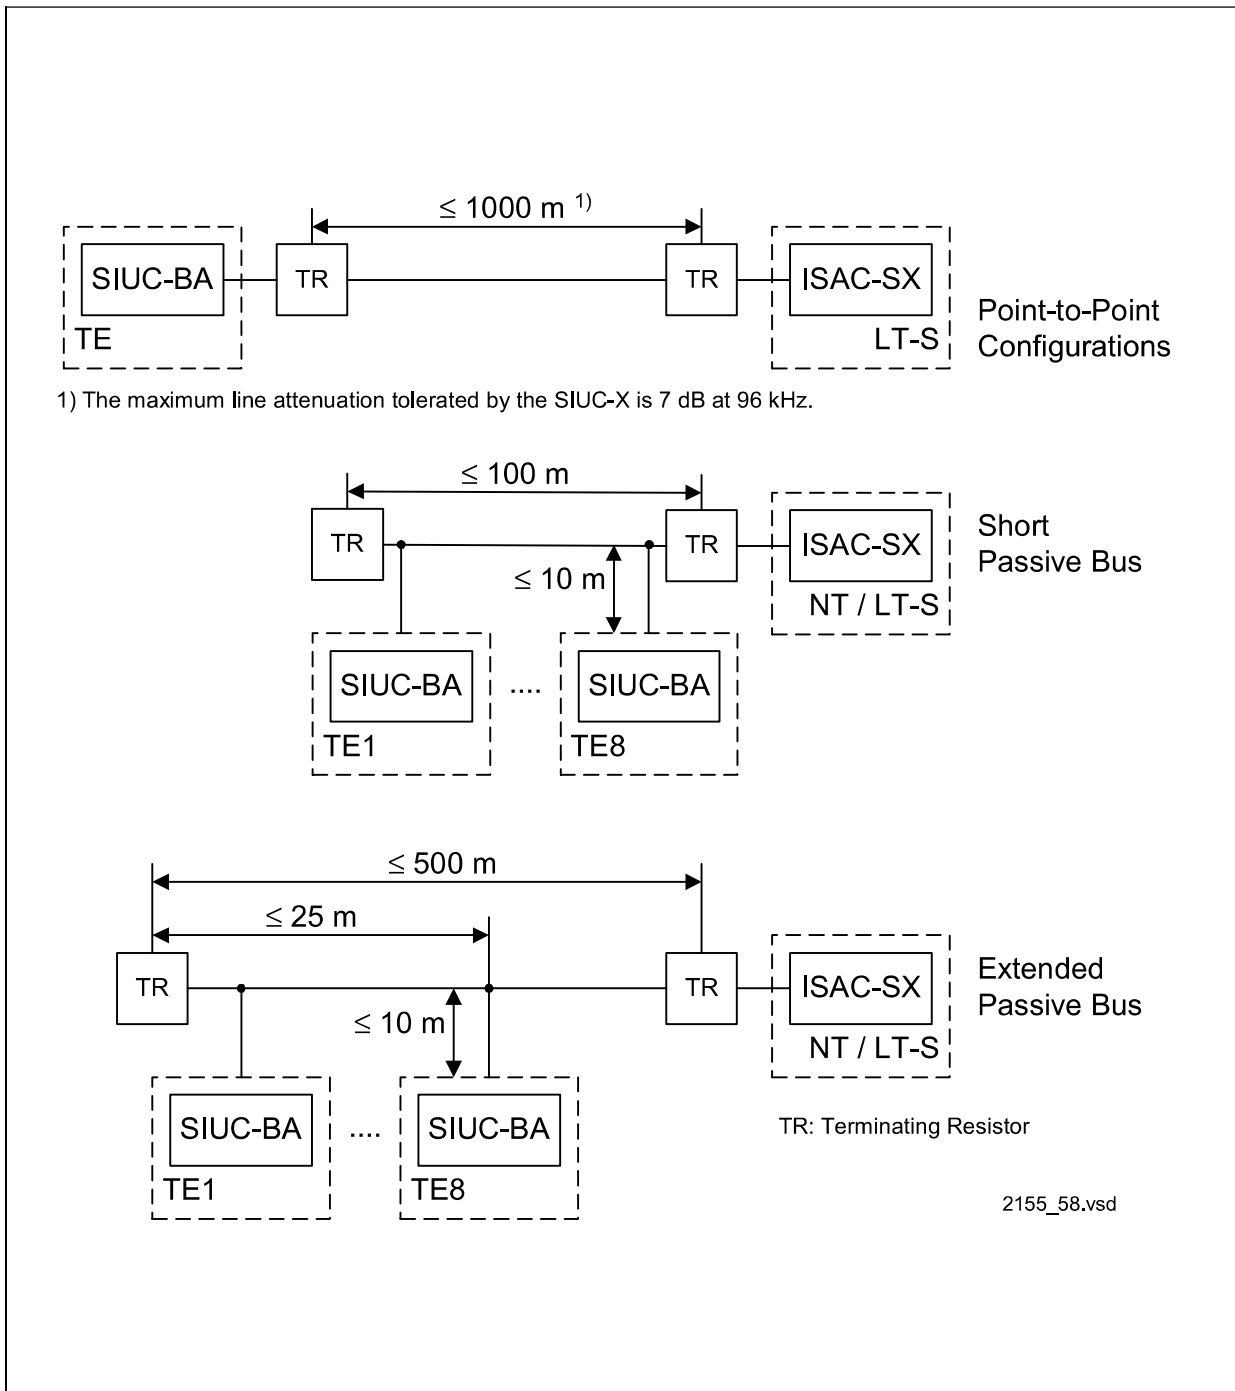 ≤ 1000 m 1)
SIUC-BA
TR
TR
ISAC-SX
TE
LT-S
Point-to-Point
Configurations
1) The maximum line attenuation tolerated by the SIUC-X is 7 dB at 96 kHz.
≤ 100 m
TR
TR
ISAC-SX
Short
Passive Bus
≤ 10 m
NT / LT-S
SIUC-BA
....
SIUC-BA
TE1
TE8
≤ 500 m
≤ 25 m
TR
TR
ISAC-SX
Extended
Passive Bus
≤ 10 m
NT / LT-S
SIUC-BA
....
SIUC-BA
TE1
TE8
TR: Terminating Resistor
2155_58.vsd